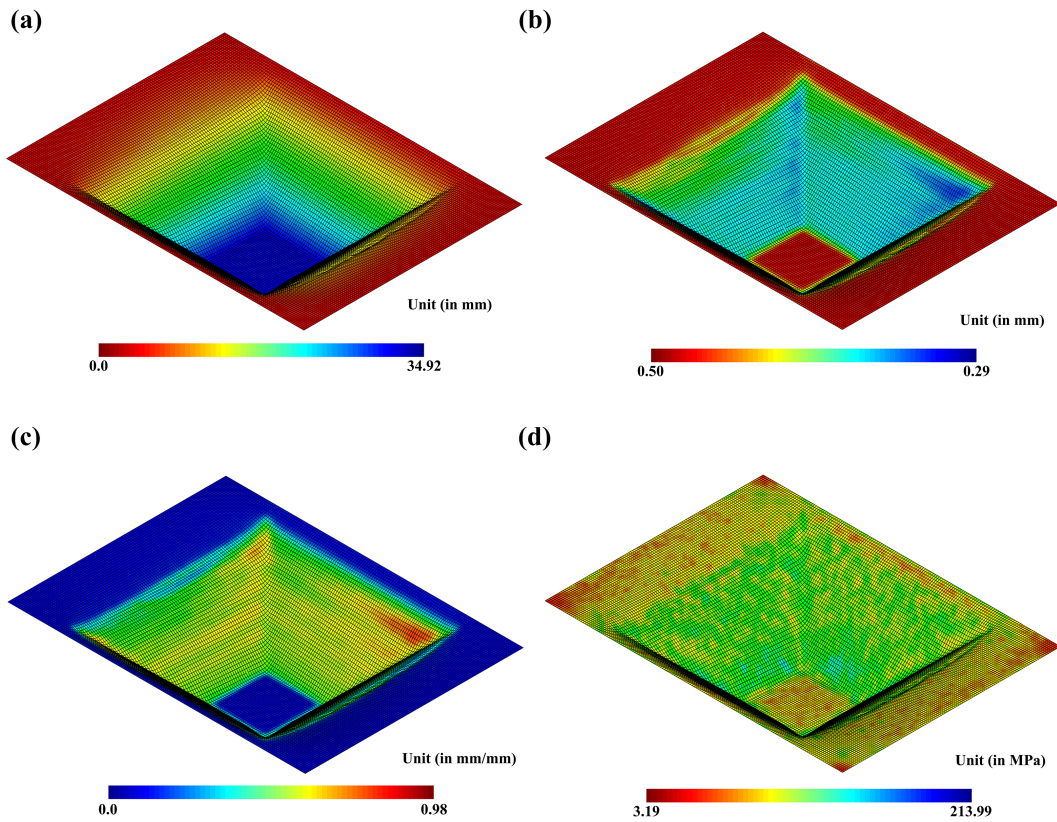 (a)
(b)
Unit (in mm)
0.0
34.92
Unit (in mm)
0.50
0.29
(c)
(d)
Unit (in mm/mm)
0.0
0.98
Unit (in MPa)
3.19
213.99